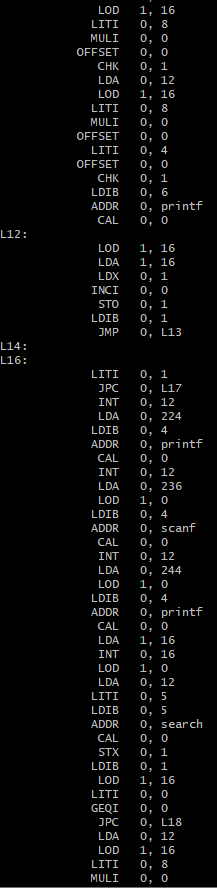 LOD 1, 16
LITI 0, 8
MULI 0, 0
OFFSET 0, 0
CHK 0, 1
LDA 0, 12
LOD 1, 16
LITI 0, 8
MULI 0, 0
OFFSET 0, 0
LITI 0, 4
OFFSET 0, 0
CHK 0, 1
LDIB 0, 6
ADDR 0, printf
CAL 0, 0
L12:
LOD 1, 16
LDA 1, 16
LDX 0, 1
INCI 0, 0
STO 0, 1
LDIB 0, 1
JMP 0, L13
L14:
L16:
LITI 0, 1
JPC 0, L17
INT 0, 12
LDA 0, 224
LDIB 0, 4
ADDR 0, printf
CAL 0, 0
INT 0, 12
LDA 0, 236
LOD 1, 0
LDIB 0, 4
ADDR 0, scanf
CAL 0, 0
INT 0, 12
LDA 0, 244
LOD 1, 0
LDIB 0, 4
ADDR 0, printf
CAL 0, 0
LDA 1, 16
INT 0, 16
LOD 1, 0
LDA 0, 12
LITI 0, 5
LDIB 0, 5
ADDR 0, search
CAL 0, 0
STX 0, 1
LDIB 0, 1
LOD 1, 16
LITI 0, 0
GEQI 0, 0
JPC 0, L18
LDA 0, 12
LOD 1, 16
LITI 0, 8
MULI 0, 0